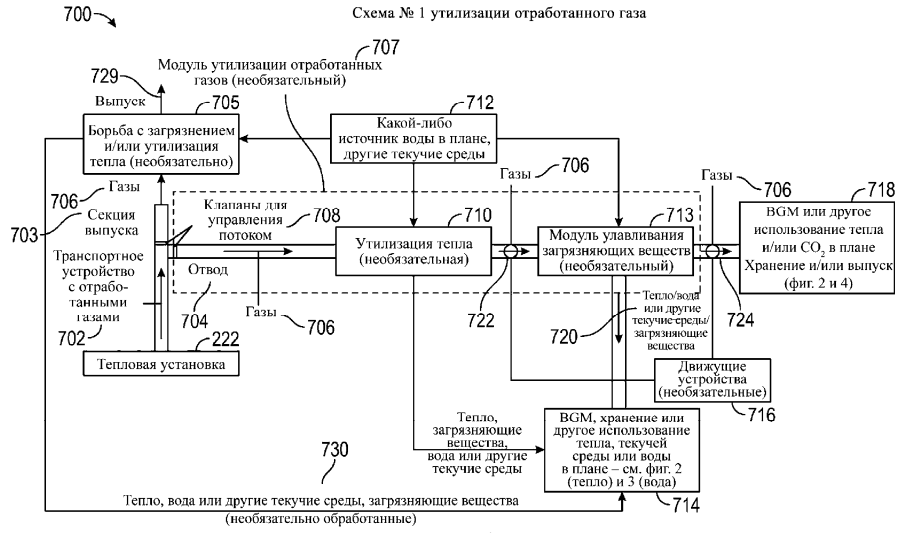 700
Схема № 1 утилизации отработанного газа
707
Модуль утилизации отработанных
газов (необязательный)
729
Выпуск
705
Борьба с загрязнением
и/или утилизация
тепла (необязательно)
712
Какой-либо
источник воды в плане,
другие текучие среды
706
Газы
Газы
706
Газы
706
718
BGM или другое
использование тепла
и/или CO2 в плане
Хранение и/или выпуск
(фиг. 2 и 4)
703
Секция
выпуска
Клапаны для
управления
потоком
708
710
Утилизация тепла
(необязательная)
713
Модуль улавливания
загрязняющих веществ
(необязательный)
Транспортное
устройство
с отрабо-
танными
газами
702
Отвод
704
Газы
706
722
724
720
Тепло/вода
или другие
текучие среды/
загрязняющие
вещества
222
Тепловая установка
Движущие
устройства
(необязательные)
716
Тепло,
загрязняющие
вещества,
вода или другие
текучие среды
BGM, хранение или
другое использование
тепла, текучей
среды или воды
в плане – см. фиг. 2
(тепло) и 3 (вода)
714
730
Тепло, вода или другие текучие среды, загрязняющие вещества
(необязательно обработанные)